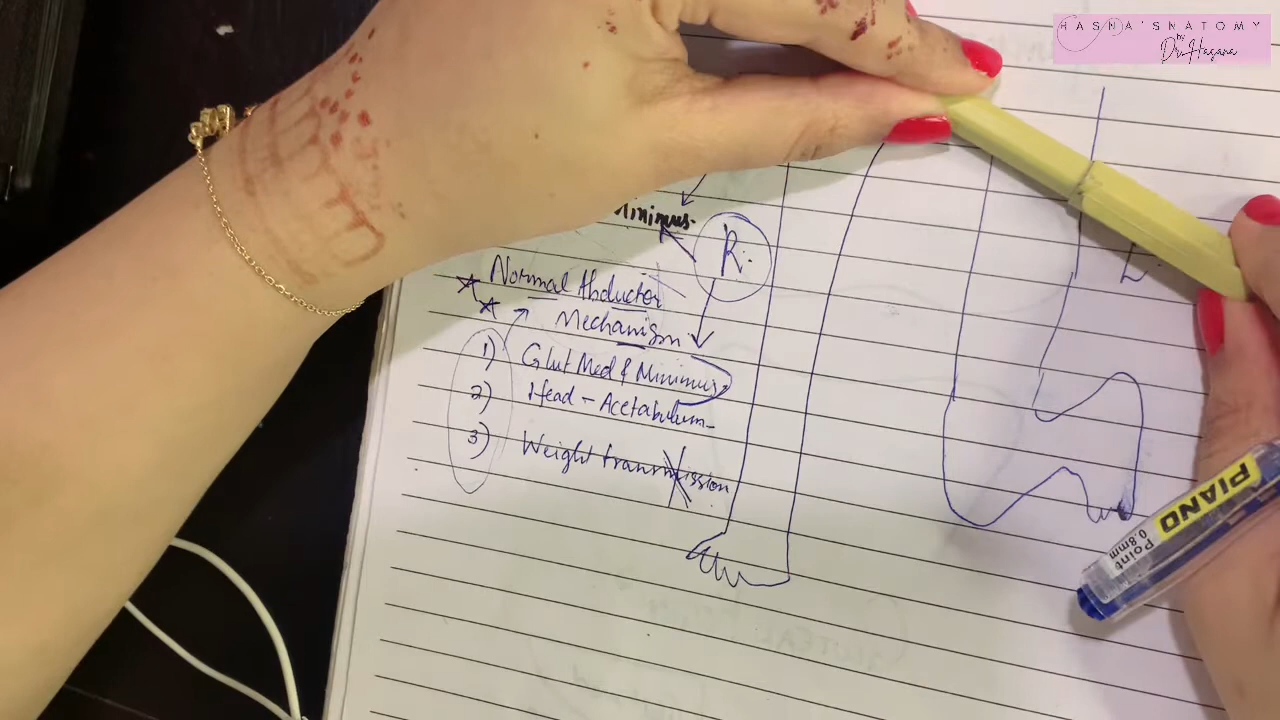 HASNA'SNATOMY
by
Dr. Hasana
Minimus.
R.
L.
Normal Abductor
Mechanism.
1) Glut Med & Minimus
2) Head - Acetabulum
3) Weight transmission
PIANO
Point
0.8mm